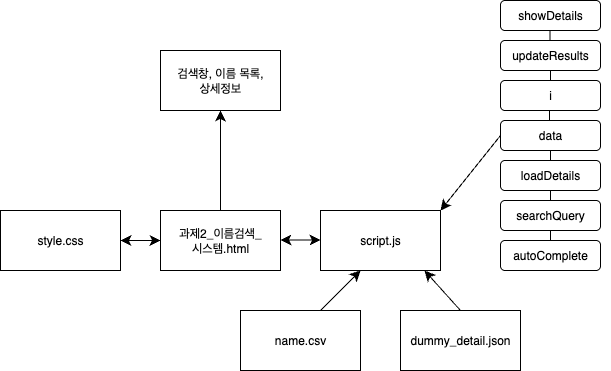 showDetails
updateResults
검색창, 이름 목록,
상세정보
i
data
loadDetails
searchQuery
autoComplete
style.css
과제2_이름검색_
시스템.html
script.js
name.csv
dummy_detail.json